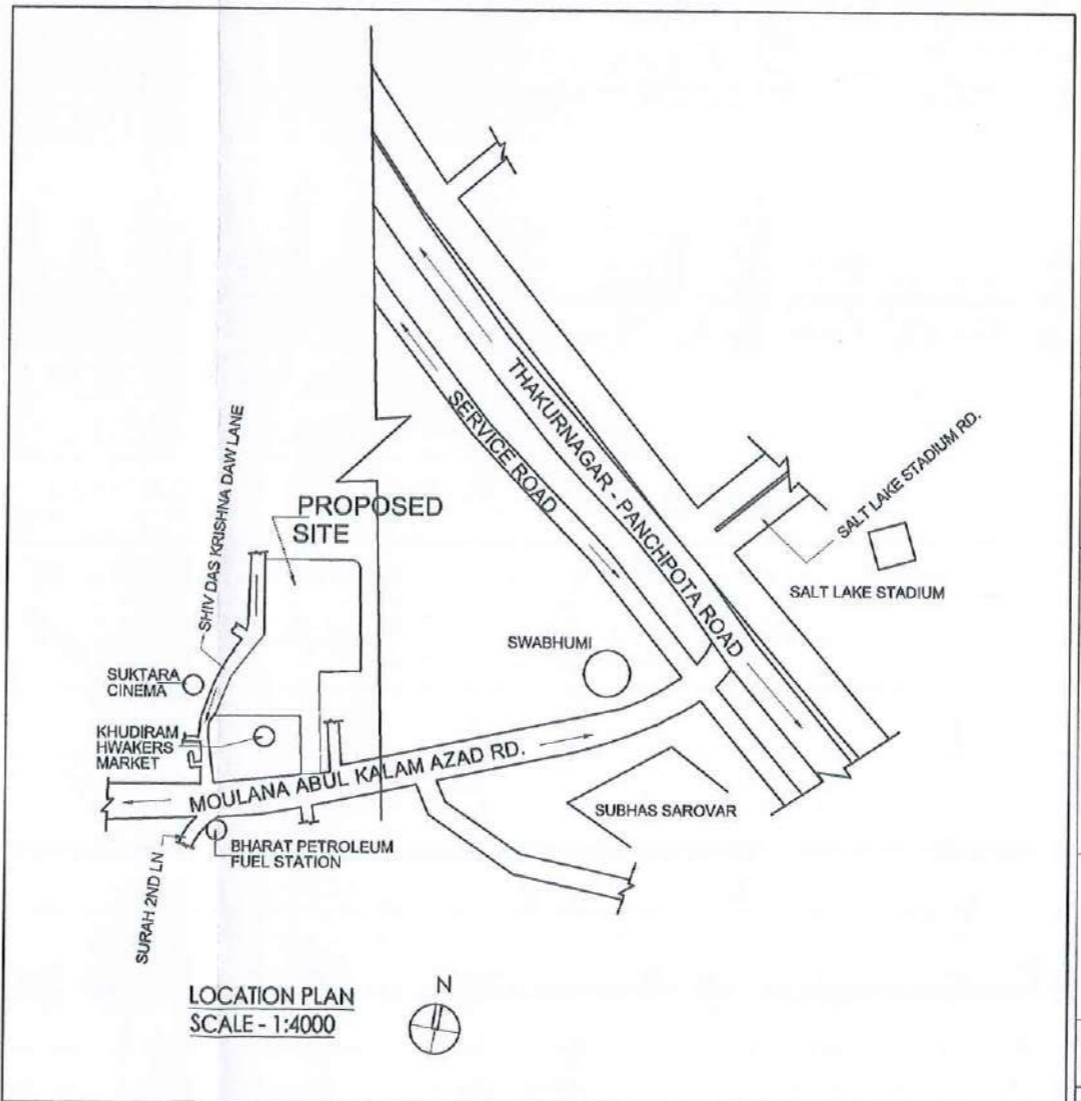 THAKURNAGAR - PANCHPOTA ROAD
SERVICE ROAD
SALT LAKE STADIUM RD.
SALT LAKE STADIUM
SHIV DAS KRISHNA DAW LANE
PROPOSED
SITE
SWABHUMI
SUKTARA
CINEMA
KHUDIRAM
HWAKERS
MARKET
MOULANA ABUL KALAM AZAD RD.
SUBHAS SAROVAR
BHARAT PETROLEUM
FUEL STATION
SURAH 2ND LN
LOCATION PLAN
SCALE - 1:4000
N